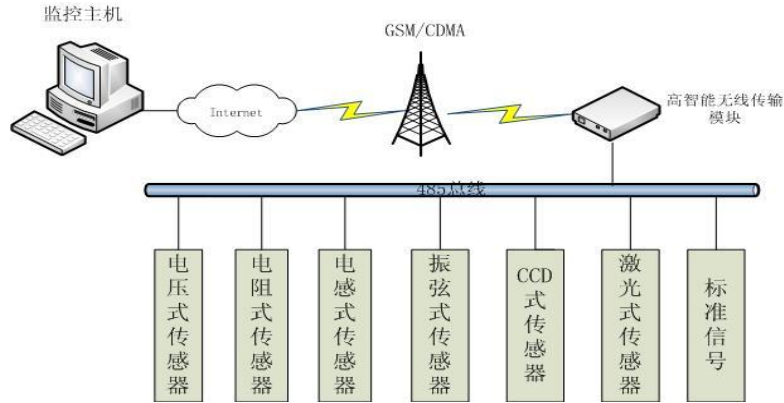 监控主机
GSM/CDMA
Internet
高智能无线传输
模块
485总线
电压式传感器
电阻式传感器
电感式传感器
振弦式传感器
CCD式传感器
激光式传感器
标准信号